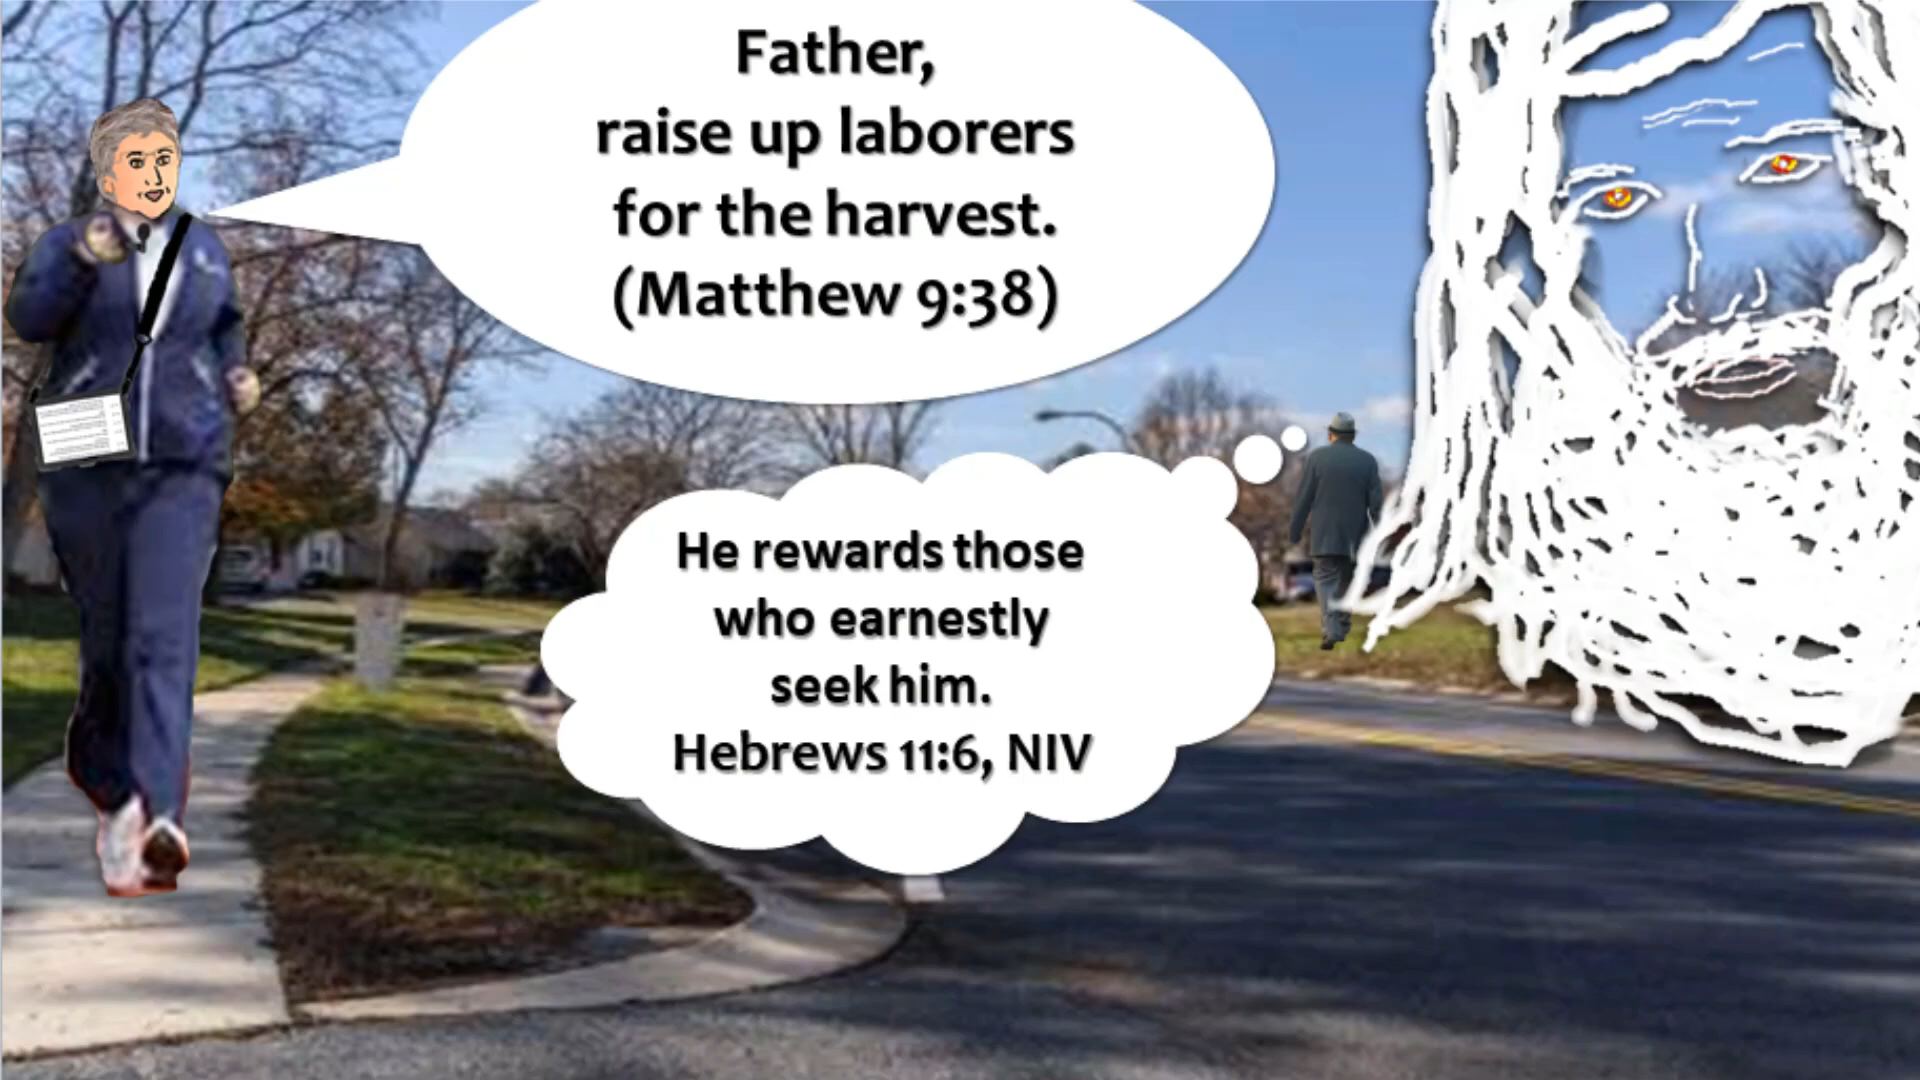 Father,
raise up laborers
for the harvest.
(Matthew 9:38)
He rewards those
who earnestly
seek him.
Hebrews 11:6, NIV